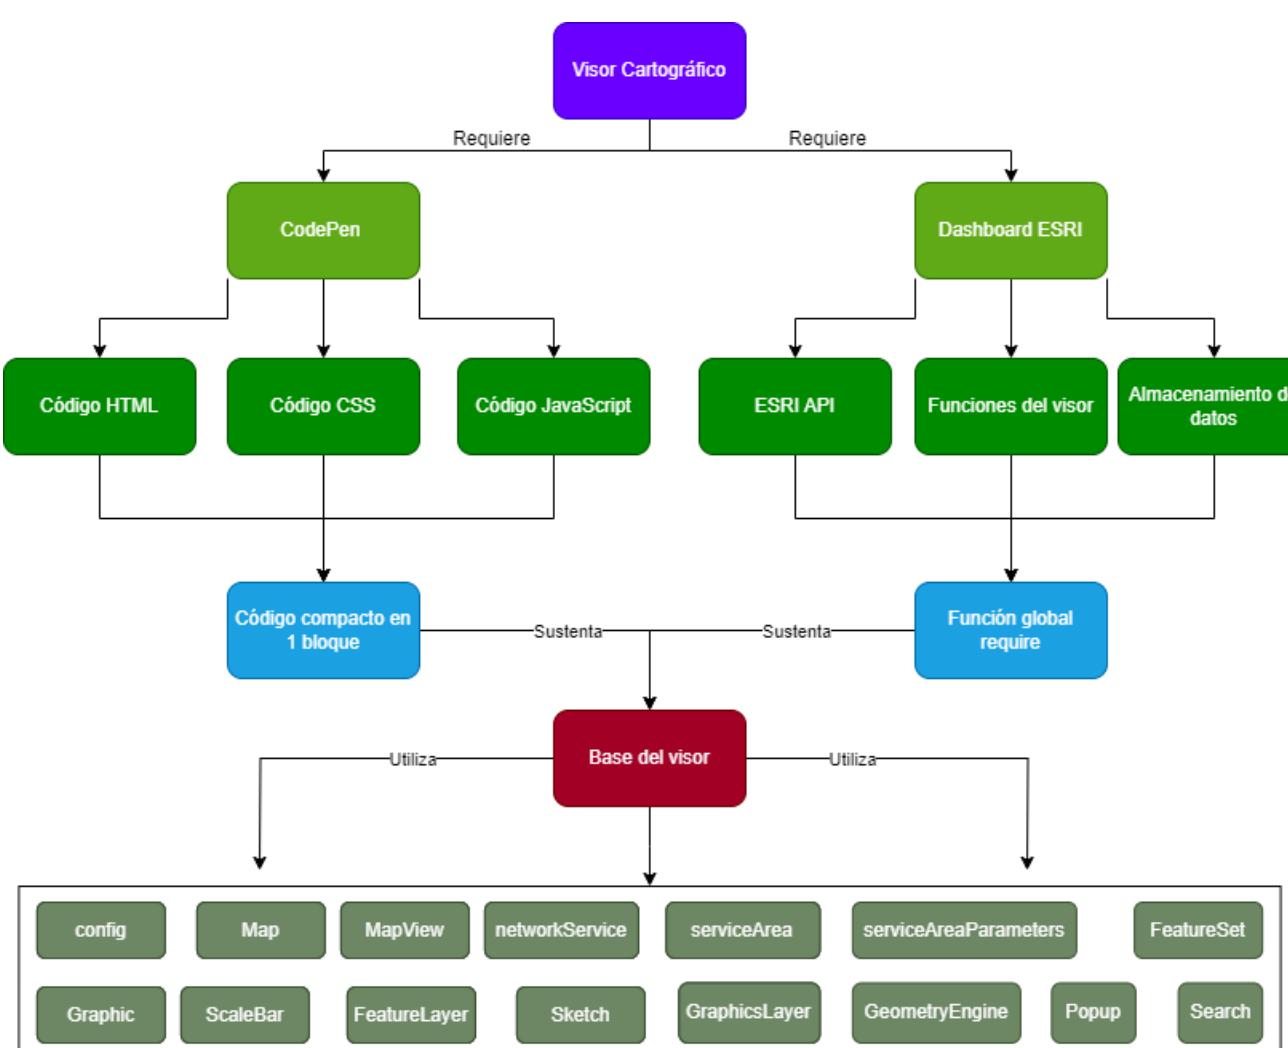 Visor Cartográfico
Requiere
Requiere
CodePen
Dashboard ESRI
Código HTML
Código CSS
Código JavaScript
ESRI API
Funciones del visor
Almacenamiento d
datos
Código compacto en
1 bloque
Sustenta
Sustenta
Función global
require
Utiliza
Base del visor
Utiliza
config
Map
MapView
networkService
serviceArea
serviceAreaParameters
FeatureSet
Graphic
ScaleBar
FeatureLayer
Sketch
GraphicsLayer
GeometryEngine
Popup
Search